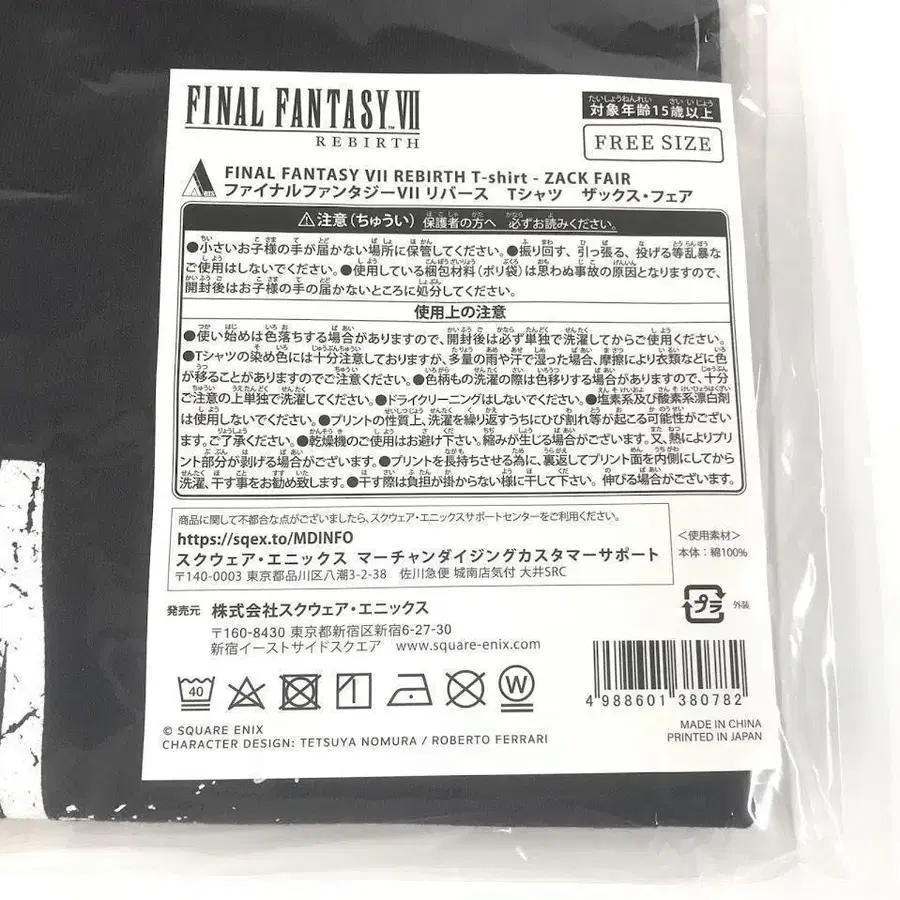 FINAL FANTASY VII
REBIRTH
対象年齢15歳以上
FREE SIZE
FINAL FANTASY VII REBIRTH T-shirt - ZACK FAIR
ファイナルファンタジーVII リバース Tシャツ ザックス・フェア
⚠注意（ちゅうい） 保護者の方へ 必ずお読みください。
●小さいお子様の手が届かない場所に保管してください。●振り回す、引っ張る、投げる等乱暴な
ご使用はしないでください。●使用している梱包材料（ポリ袋）は思わぬ事故の原因となりますので、
開封後はお子様の手の届かないところに処分してください。
使用上の注意
●使い始めは色落ちする場合がありますので、開封後は必ず単独で洗濯してからご使用ください。
●Tシャツの染め色には十分注意しておりますが、多量の雨や汗で湿った場合、摩擦により衣類などに色
が移ることがありますのでご注意ください。●色柄もの洗濯の際は色移りする場合がありますので、十分
ご注意の上単独で洗濯してください。●ドライクリーニングはしないでください。●塩素系及び酸素系漂白剤
は使用しないでください。●プリントの性質上、洗濯を繰り返すうちにひび割れ等が起こる可能性がござい
ます。ご了承ください。●乾燥機のご使用はお避け下さい。縮みが生じる場合がございます。又、熱によりプリ
ント部分が剥げる場合がございます。●プリントを長持ちさせる為に、裏返してプリント面を内側にしてから
洗濯、干す事をお勧め致します。●干す際は負担が掛からない様に干して下さい。伸びる場合がございます。
商品に関して不都合な点がございましたら、スクウェア・エニックスサポートセンターをご利用ください。
https://sqex.to/MDINFO
スクウェア・エニックス マーチャンダイジングカスタマーサポート
〒140-0003 東京都品川区八潮3-2-38 佐川急便 城南店気付 大井SRC
＜使用素材＞
本体：綿100%
発売元 株式会社スクウェア・エニックス
〒160-8430 東京都新宿区新宿6-27-30
新宿イーストサイドスクエア www.square-enix.com
プラ 外装
40
W
4 988601 380782
© SQUARE ENIX
CHARACTER DESIGN: TETSUYA NOMURA / ROBERTO FERRARI
MADE IN CHINA
PRINTED IN JAPAN